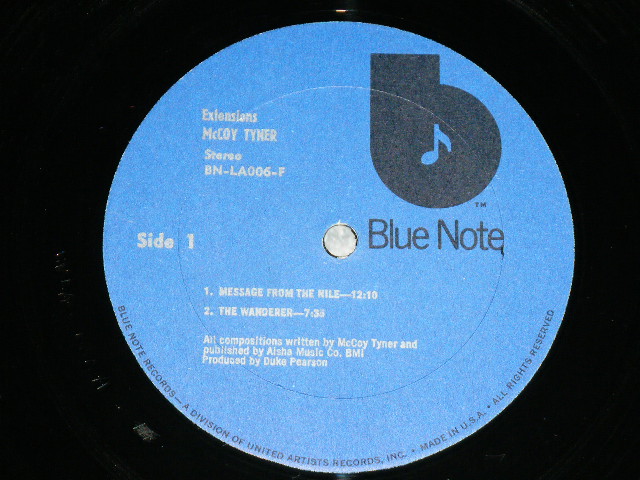 Extensions
McCOY TYNER
Stereo
BN-LA006-F
TM
Blue Note
Side 1
1. MESSAGE FROM THE NILE—12:10
2. THE WANDERER—7:35
All compositions written by McCoy Tyner and
published by Aisha Music Co. BMI
Produced by Duke Pearson
BLUE NOTE RECORDS—A DIVISION OF UNITED ARTISTS RECORDS, INC. • MADE IN U.S.A. • ALL RIGHTS RESERVED